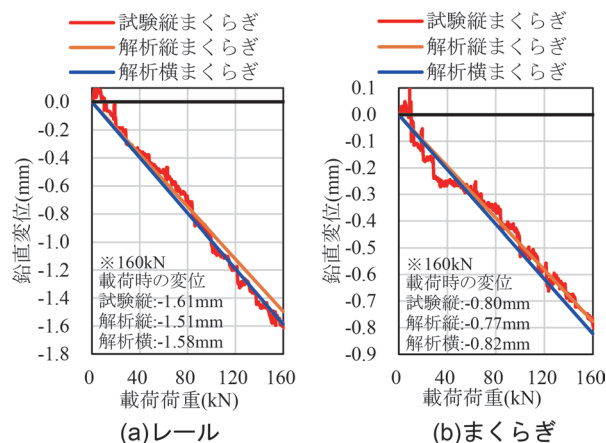 試験縦まくらぎ
解析縦まくらぎ
解析横まくらぎ
0.0
-0.2
-0.4
-0.6
-0.8
-1.0
-1.2
-1.4
-1.6
-1.8
鉛直変位(mm)
※160kN
載荷時の変位
試験縦:-1.61mm
解析縦:-1.51mm
解析横:-1.58mm
0 40 80 120 160
載荷荷重(kN)
(a)レール
試験縦まくらぎ
解析縦まくらぎ
解析横まくらぎ
0.1
0.0
-0.1
-0.2
-0.3
-0.4
-0.5
-0.6
-0.7
-0.8
-0.9
鉛直変位(mm)
※160kN
載荷時の変位
試験縦:-0.80mm
解析縦:-0.77mm
解析横:-0.82mm
0 40 80 120 160
載荷荷重(kN)
(b)まくらぎ